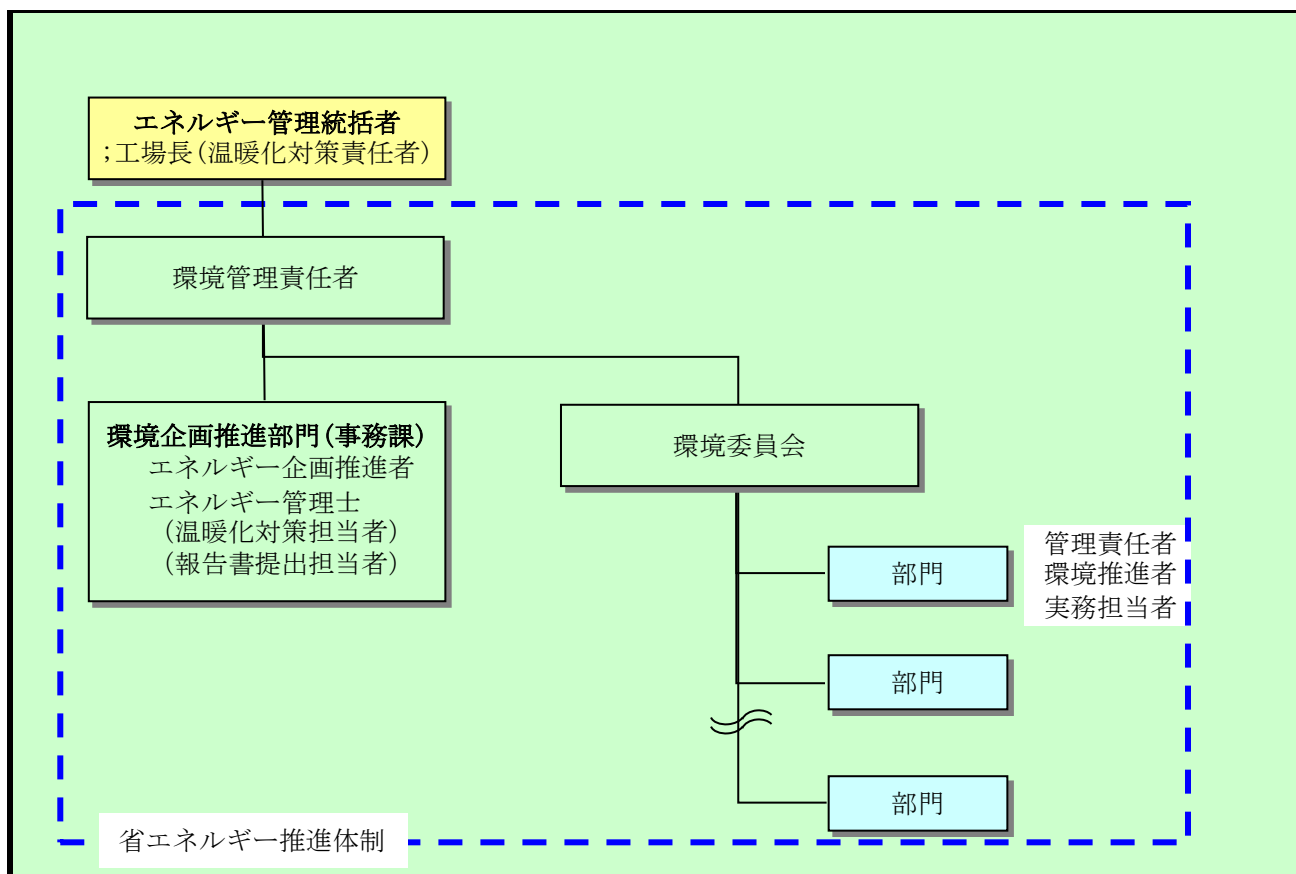 エネルギー管理統括者
;工場長(温暖化対策責任者)
環境管理責任者
環境企画推進部門(事務課)
エネルギー企画推進者
エネルギー管理士
(温暖化対策担当者)
(報告書提出担当者)
環境委員会
部門
管理責任者
環境推進者
実務担当者
部門
部門
省エネルギー推進体制